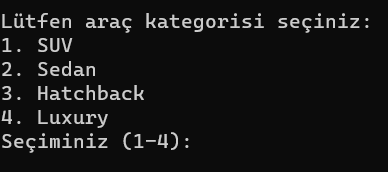 Lütfen araç kategorisi seçiniz:
1. SUV
2. Sedan
3. Hatchback
4. Luxury
Seçiminiz (1-4):